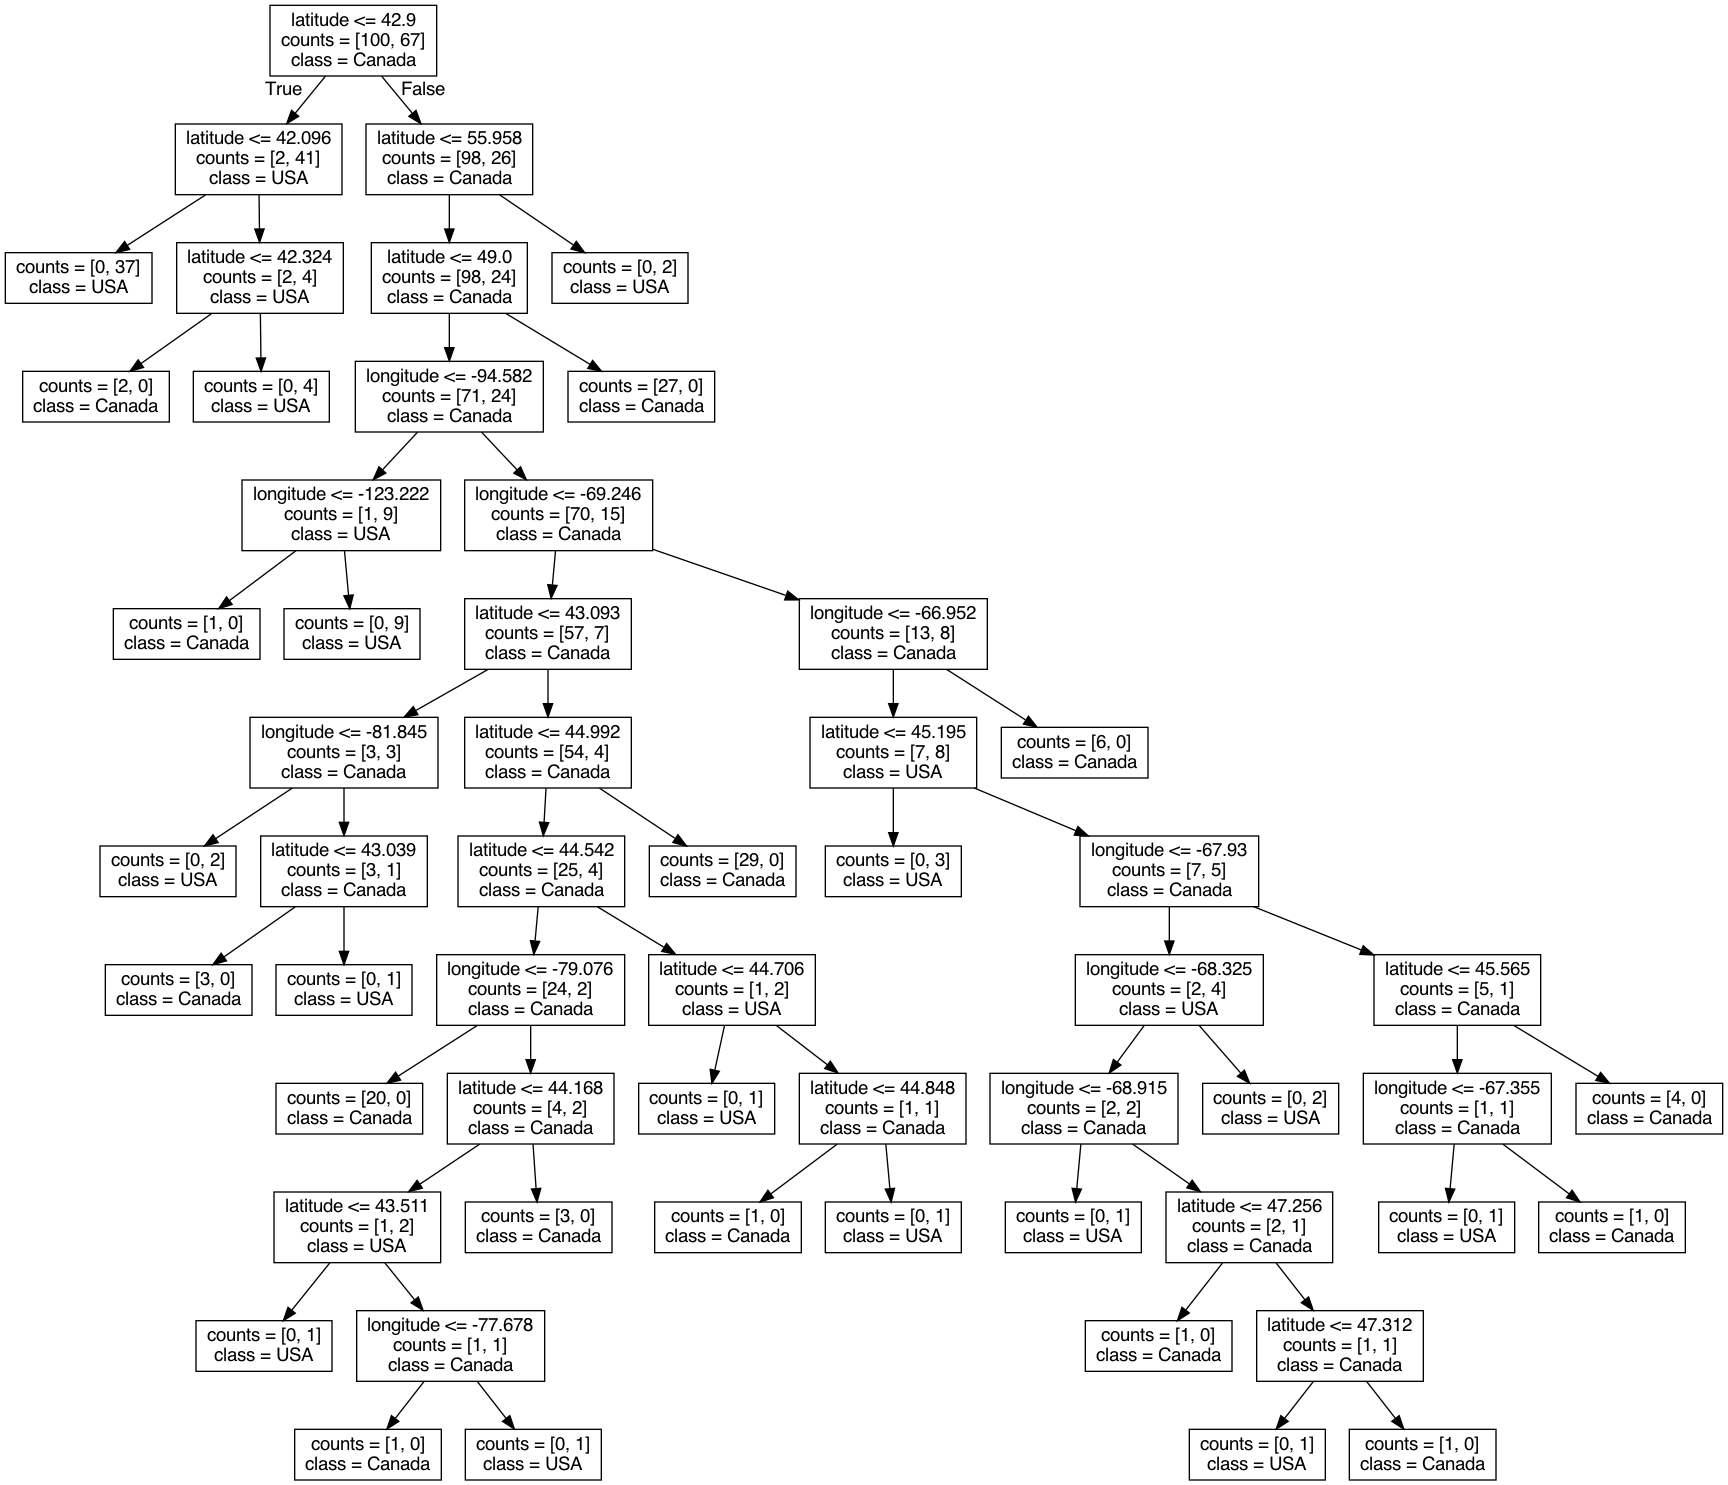 latitude <= 42.9
counts = [100, 67]
class = Canada
True
False
latitude <= 42.096
counts = [2, 41]
class = USA
latitude <= 55.958
counts = [98, 26]
class = Canada
counts = [0, 37]
class = USA
latitude <= 42.324
counts = [2, 4]
class = USA
latitude <= 49.0
counts = [98, 24]
class = Canada
counts = [0, 2]
class = USA
counts = [2, 0]
class = Canada
counts = [0, 4]
class = USA
longitude <= -94.582
counts = [71, 24]
class = Canada
counts = [27, 0]
class = Canada
longitude <= -123.222
counts = [1, 9]
class = USA
longitude <= -69.246
counts = [70, 15]
class = Canada
counts = [1, 0]
class = Canada
counts = [0, 9]
class = USA
latitude <= 43.093
counts = [57, 7]
class = Canada
longitude <= -66.952
counts = [13, 8]
class = Canada
longitude <= -81.845
counts = [3, 3]
class = Canada
latitude <= 44.992
counts = [54, 4]
class = Canada
latitude <= 45.195
counts = [7, 8]
class = USA
counts = [6, 0]
class = Canada
counts = [0, 2]
class = USA
latitude <= 43.039
counts = [3, 1]
class = Canada
latitude <= 44.542
counts = [25, 4]
class = Canada
counts = [29, 0]
class = Canada
counts = [0, 3]
class = USA
longitude <= -67.93
counts = [7, 5]
class = Canada
counts = [3, 0]
class = Canada
counts = [0, 1]
class = USA
longitude <= -79.076
counts = [24, 2]
class = Canada
latitude <= 44.706
counts = [1, 2]
class = USA
longitude <= -68.325
counts = [2, 4]
class = USA
latitude <= 45.565
counts = [5, 1]
class = Canada
counts = [20, 0]
class = Canada
latitude <= 44.168
counts = [4, 2]
class = Canada
counts = [0, 1]
class = USA
latitude <= 44.848
counts = [1, 1]
class = Canada
longitude <= -68.915
counts = [2, 2]
class = Canada
counts = [0, 2]
class = USA
longitude <= -67.355
counts = [1, 1]
class = Canada
counts = [4, 0]
class = Canada
latitude <= 43.511
counts = [1, 2]
class = USA
counts = [3, 0]
class = Canada
counts = [1, 0]
class = Canada
counts = [0, 1]
class = USA
counts = [0, 1]
class = USA
latitude <= 47.256
counts = [2, 1]
class = Canada
counts = [0, 1]
class = USA
counts = [1, 0]
class = Canada
counts = [0, 1]
class = USA
longitude <= -77.678
counts = [1, 1]
class = Canada
counts = [1, 0]
class = Canada
latitude <= 47.312
counts = [1, 1]
class = Canada
counts = [1, 0]
class = Canada
counts = [0, 1]
class = USA
counts = [0, 1]
class = USA
counts = [1, 0]
class = Canada